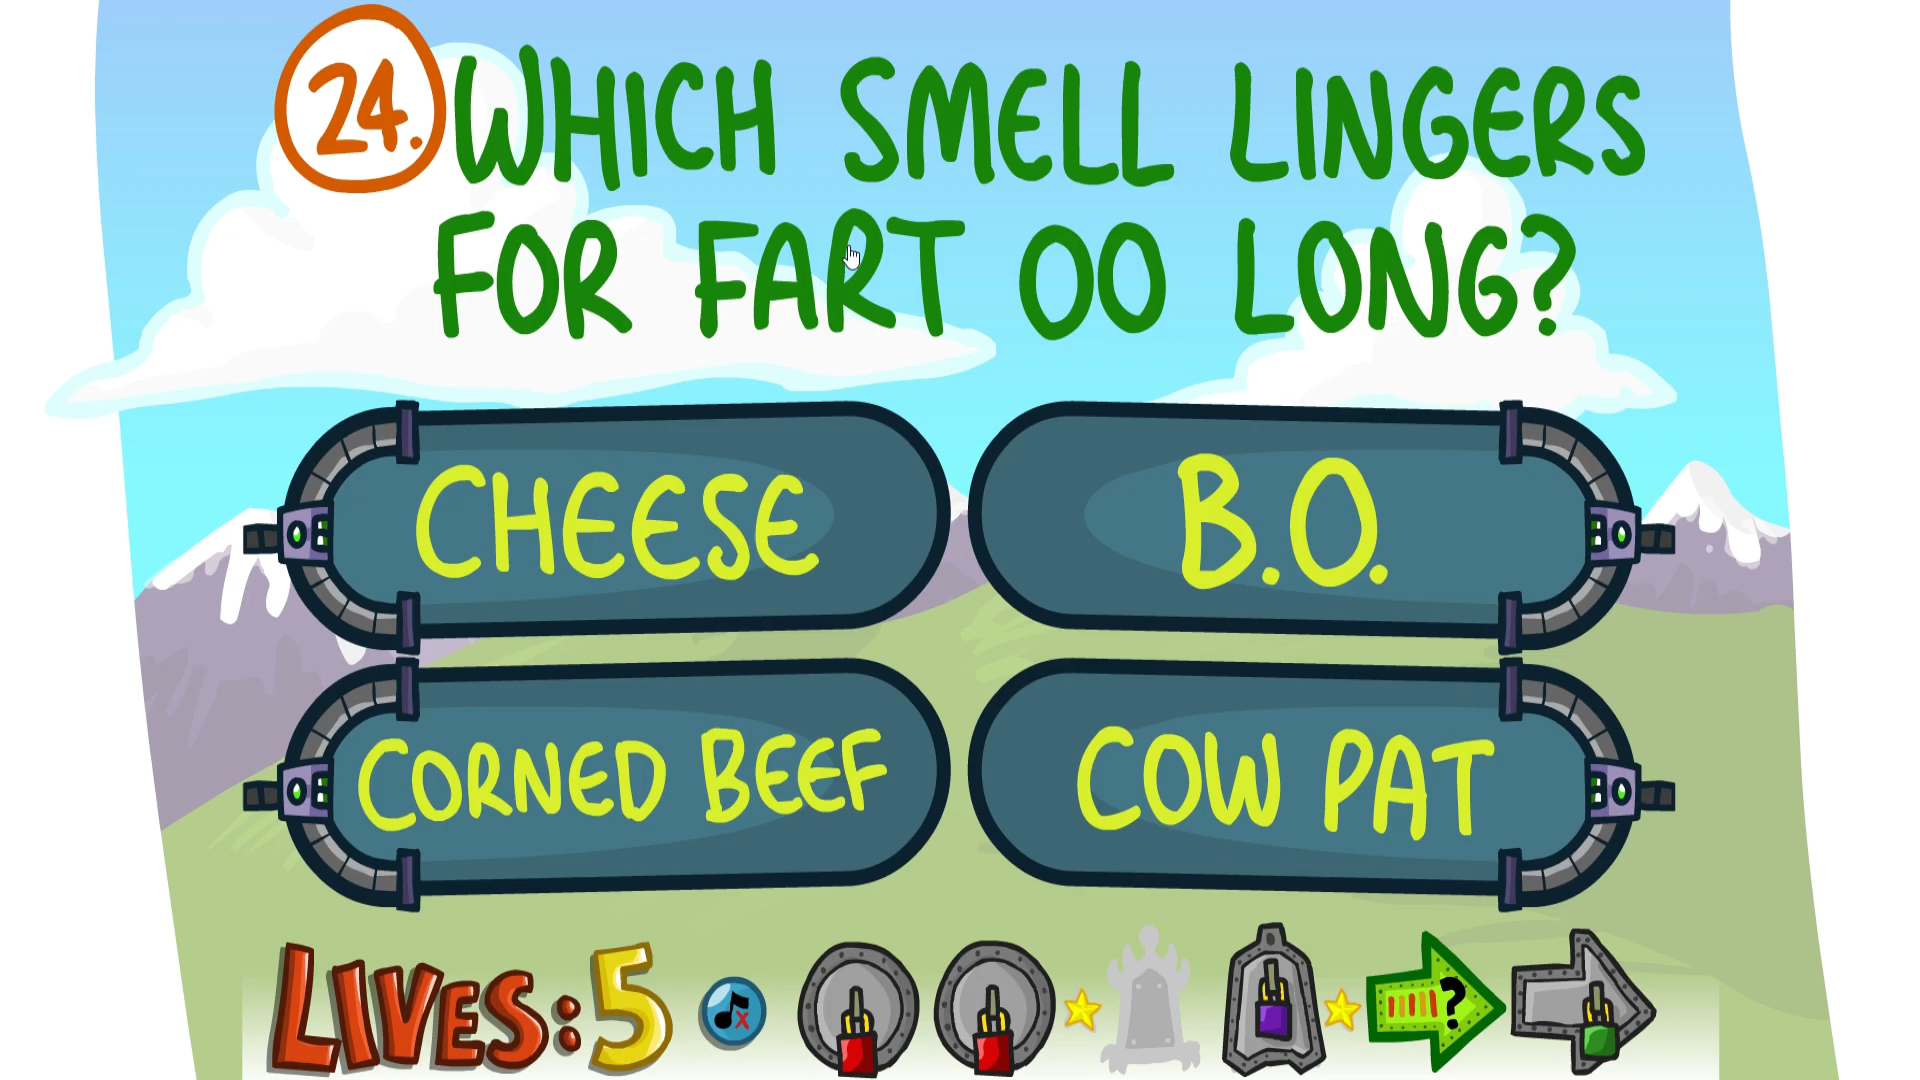 24. WHICH SMELL LINGERS
FOR FART OO LONG?
CHEESE
B.O.
CORNED BEEF
COW PAT
LIVES: 5
?